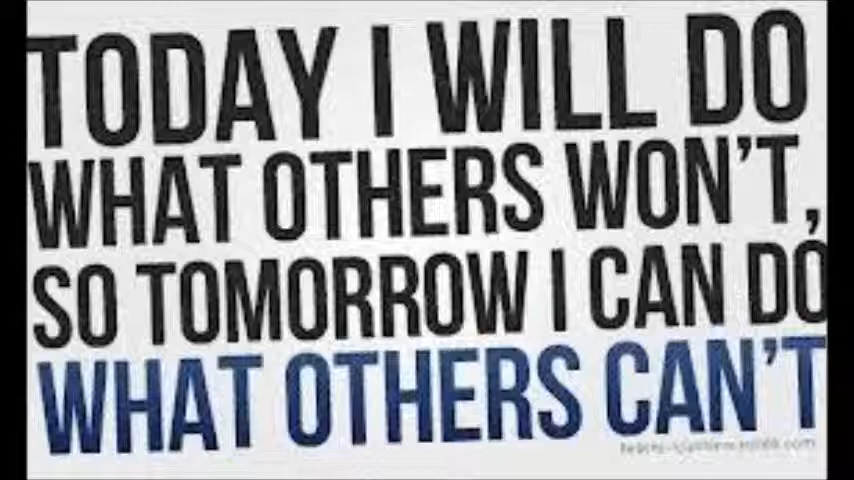 TODAY I WILL DO
WHAT OTHERS WON'T,
SO TOMORROW I CAN DO
WHAT OTHERS CAN'T